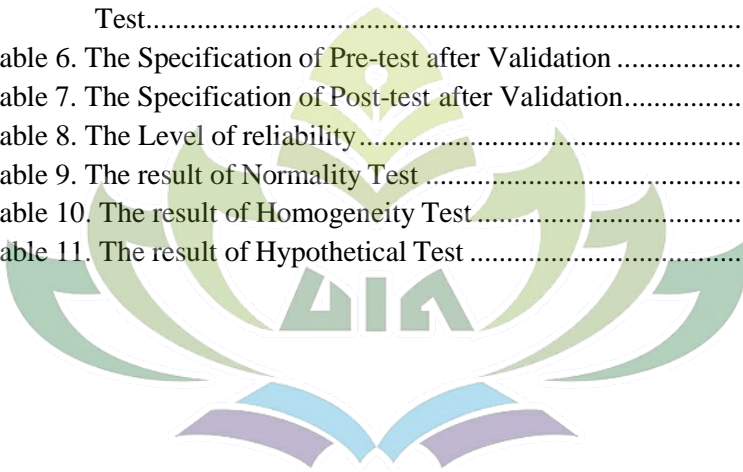 Test.......................................................................................
able 6. The Specification of Pre-test after Validation ..................
able 7. The Specification of Post-test after Validation.................
able 8. The Level of reliability.......................................................
able 9. The result of Normality Test .............................................
able 10. The result of Homogeneity Test......................................
able 11. The result of Hypothetical Test .......................................